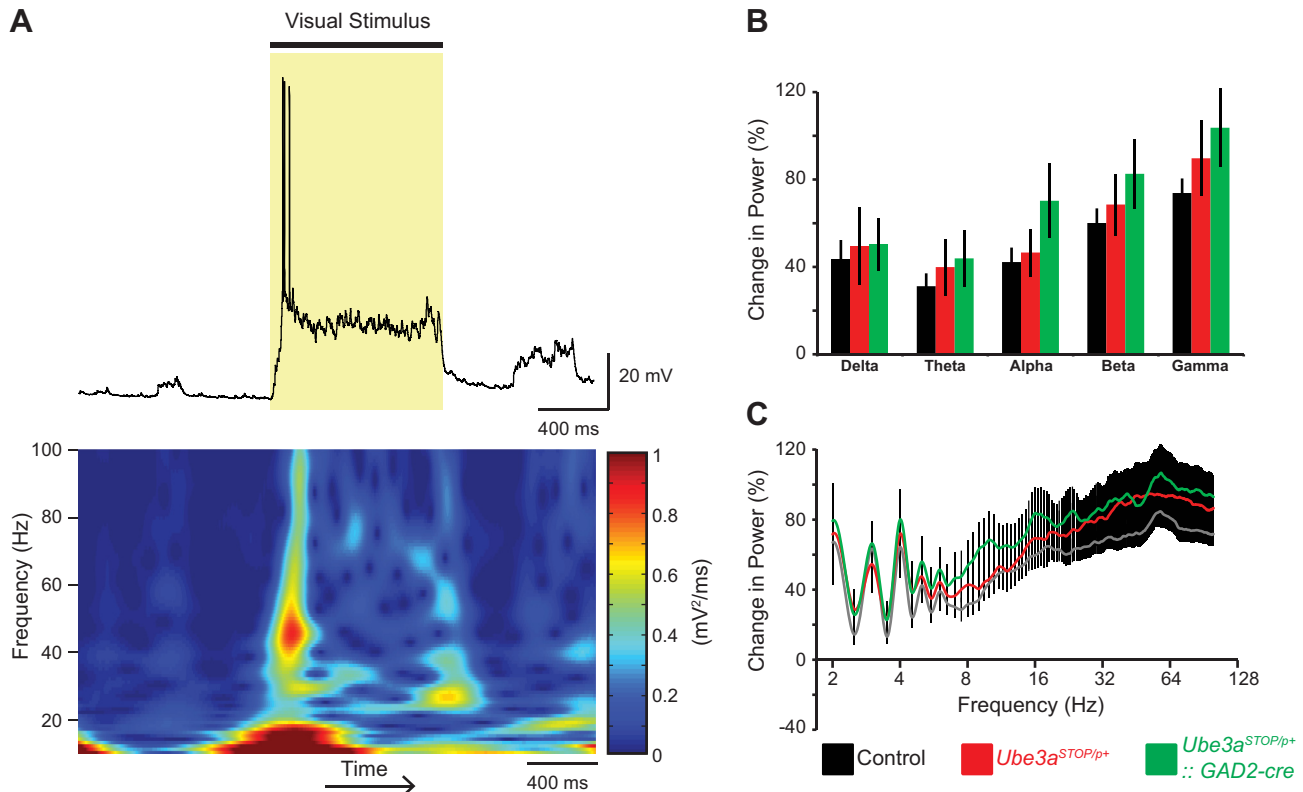 A
Visual Stimulus
20 mV
400 ms
100
80
60
40
20
Frequency (Hz)
1
0.8
0.6
0.4
0.2
0
(mV²/ms)
Time
400 ms
B
120
80
40
0
Change in Power (%)
Delta
Theta
Alpha
Beta
Gamma
C
120
80
40
0
-40
Change in Power (%)
2
4
8
16
32
64
128
Frequency (Hz)
Control
Ube3a^STOP/p+
Ube3a^STOP/p+
:: GAD2-cre